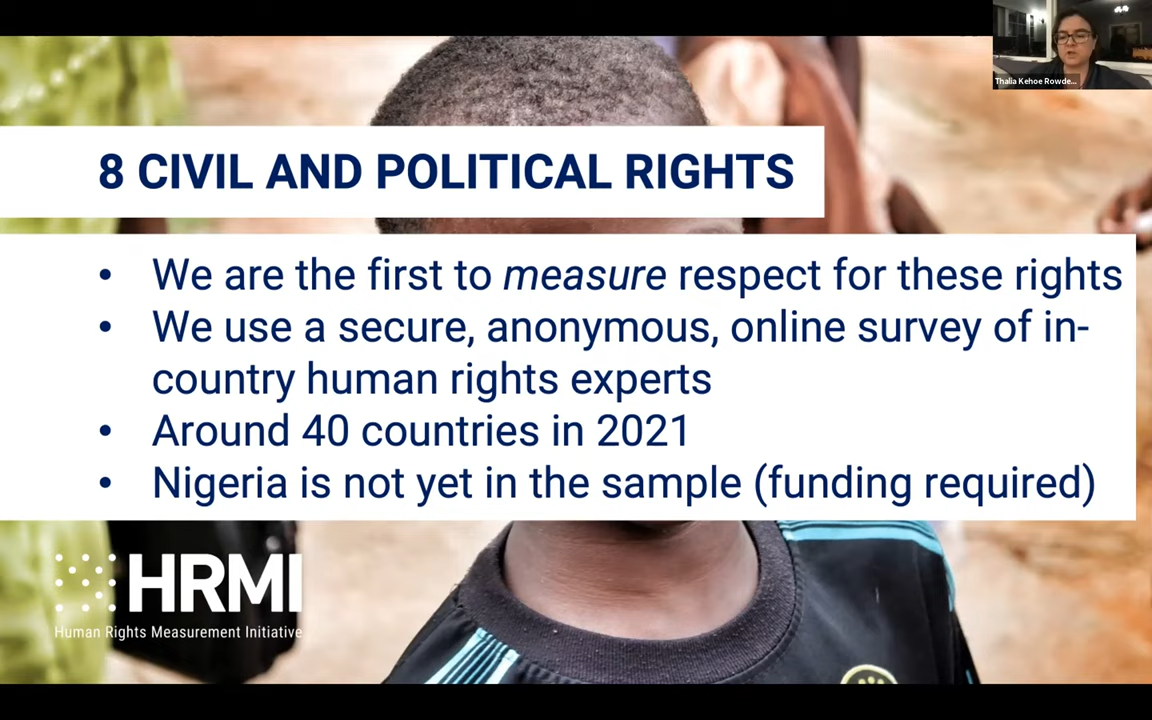 Thalia Kehoe Rowde...
8 CIVIL AND POLITICAL RIGHTS
• We are the first to measure respect for these rights
• We use a secure, anonymous, online survey of in-
country human rights experts
• Around 40 countries in 2021
• Nigeria is not yet in the sample (funding required)
HRMI
Human Rights Measurement Initiative